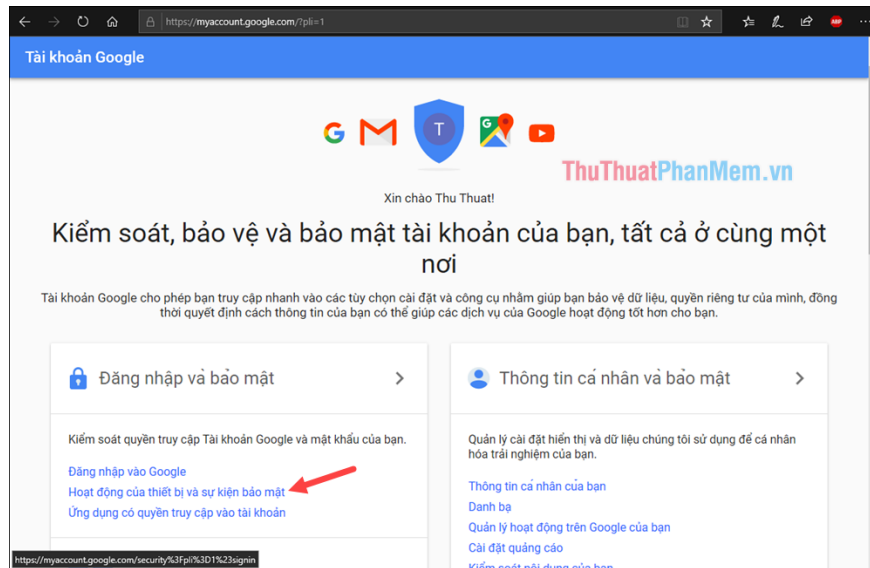 https://myaccount.google.com/?pli=1
ABP
Tài khoản Google
G
T
G
ThuThuatPhanMem.vn
Xin chào Thu Thuat!
Kiểm soát, bảo vệ và bảo mật tài khoản của bạn, tất cả ở cùng một
nơi
Tài khoản Google cho phép bạn truy cập nhanh vào các tùy chọn cài đặt và công cụ nhằm giúp bạn bảo vệ dữ liệu, quyền riêng tư của mình, đồng
thời quyết định cách thông tin của bạn có thể giúp các dịch vụ của Google hoạt động tốt hơn cho bạn.
Đăng nhập và bảo mật
Kiểm soát quyền truy cập Tài khoản Google và mật khẩu của bạn.
Đăng nhập vào Google
Hoạt động của thiết bị và sự kiện bảo mật
Ứng dụng có quyền truy cập vào tài khoản
Thông tin cá nhân và bảo mật
Quản lý cài đặt hiển thị và dữ liệu chúng tôi sử dụng để cá nhân
hóa trải nghiệm của bạn.
Thông tin cá nhân của bạn
Danh bạ
Quản lý hoạt động trên Google của bạn
Cài đặt quảng cáo
Kiểm soát nội dung của bạn
https://myaccount.google.com/security%3Fpli%3D1%23signin